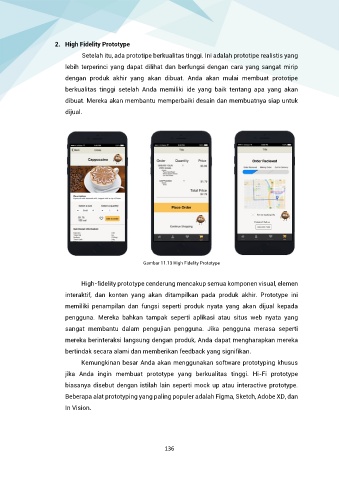 2. High Fidelity Prototype
Setelah itu, ada prototipe berkualitas tinggi. Ini adalah prototipe realistis yang
lebih terperinci yang dapat dilihat dan berfungsi dengan cara yang sangat mirip
dengan produk akhir yang akan dibuat. Anda akan mulai membuat prototipe
berkualitas tinggi setelah Anda memiliki ide yang baik tentang apa yang akan
dibuat. Mereka akan membantu memperbaiki desain dan membuatnya siap untuk
dijual.
Cappuccino
Order Quantity Price
Total Price
Place Order
Continue Shopping
Order Recieved
Gambar 11.13 High Fidelity Prototype
High-fidelity prototype cenderung mencakup semua komponen visual, elemen
interaktif, dan konten yang akan ditampilkan pada produk akhir. Prototipe ini
memiliki penampilan dan fungsi seperti produk nyata yang akan dijual kepada
pengguna. Mereka bahkan tampak seperti aplikasi atau situs web nyata yang
sangat membantu dalam pengujian pengguna. Jika pengguna merasa seperti
mereka berinteraksi langsung dengan produk, Anda dapat mengharapkan mereka
bertindak secara alami dan memberikan feedback yang signifikan.
Kemungkinan besar Anda akan menggunakan software prototyping khusus
jika Anda ingin membuat prototype yang berkualitas tinggi. Hi-Fi prototype
biasanya disebut dengan istilah lain seperti mock up atau interactive prototype.
Beberapa alat prototyping yang paling populer adalah Figma, Sketch, Adobe XD, dan
In Vision.
136